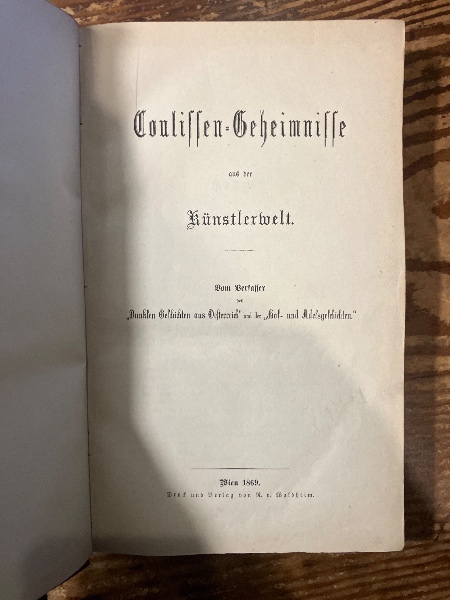 Coulissen-Geheimnisse
aus der
Künstlerwelt.
Vom Verfasser
der
„Dunklen Geschichten aus Oesterreich" und der „Hof- und Adelsgeschichten."
Wien 1869.
Druck und Verlag von R. v. Waldheim.